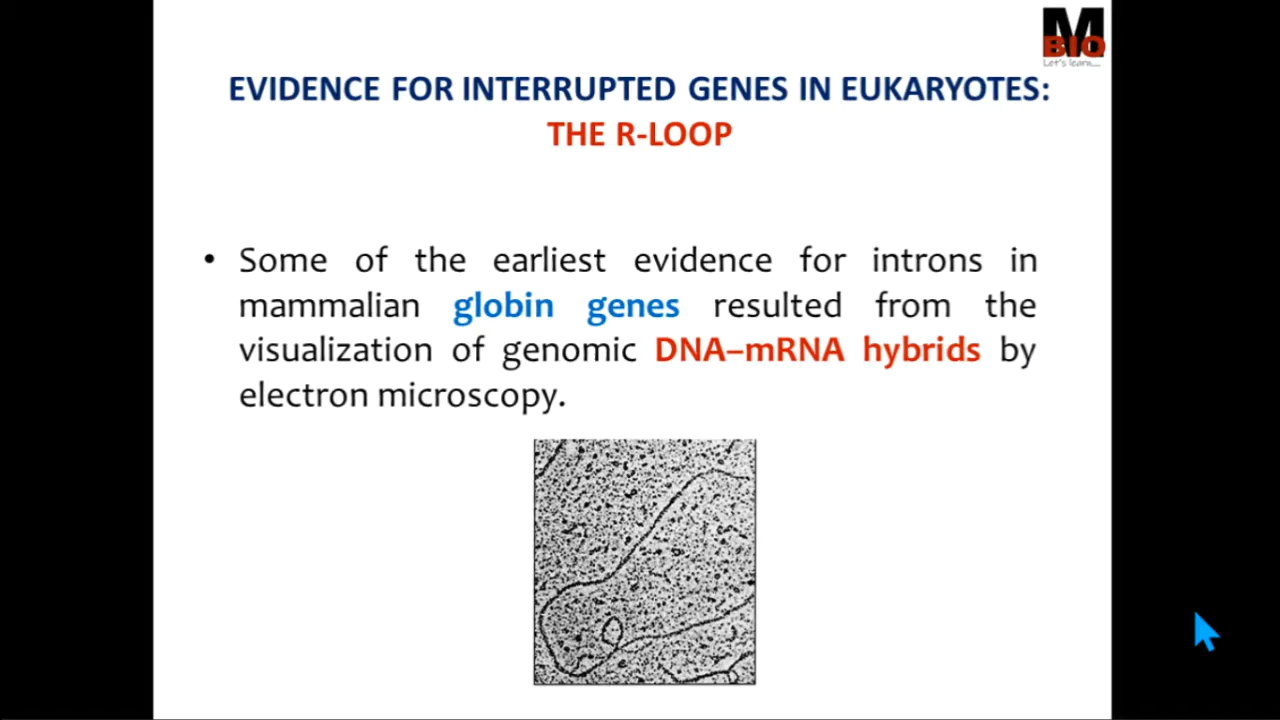 M
BIO
Let's learn....
EVIDENCE FOR INTERRUPTED GENES IN EUKARYOTES:
THE R-LOOP
• Some of the earliest evidence for introns in
mammalian globin genes resulted from the
visualization of genomic DNA–mRNA hybrids by
electron microscopy.